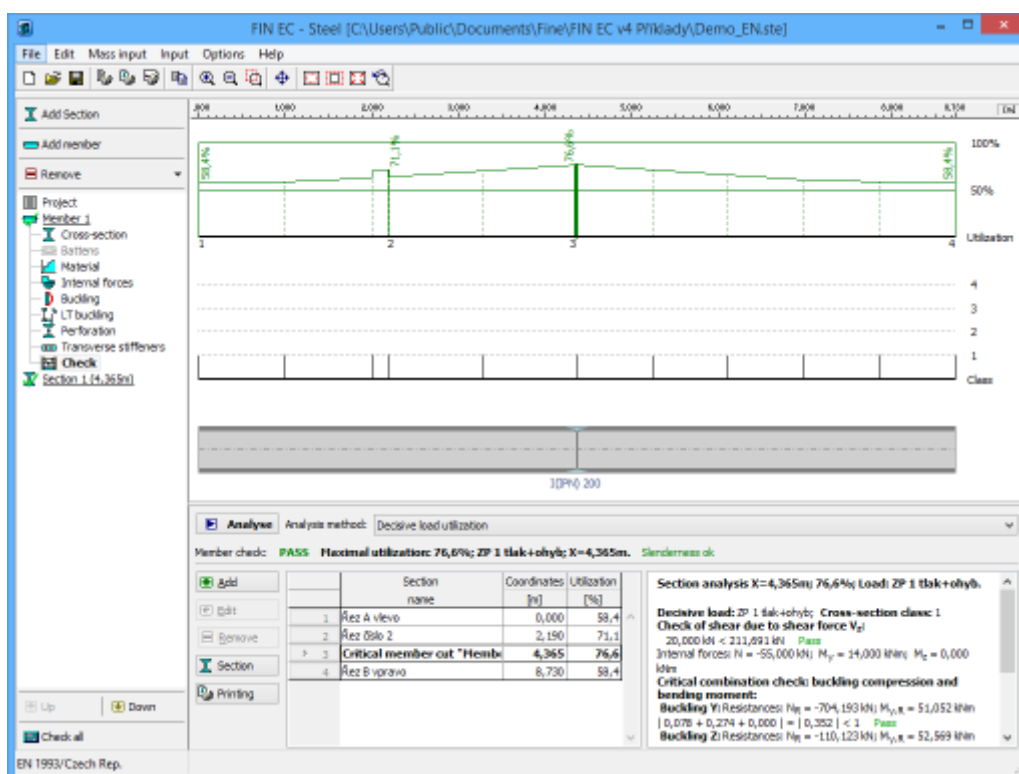 FIN EC - Steel [C:\Users\Public\Documents\Fine\FIN EC v4 Příklady\Demo_EN.ste]
File Edit Mass input Input Options Help
Add Section
Add member
Remove
Project
Member 1
Cross-section
Battens
Material
Internal forces
Buckling
LT buckling
Perforation
Transverse stiffeners
Check
Section 1 [4,365m]
Up Down
Check all
EN 1993/Czech Rep.
,000 1,000 2,000 3,000 4,000 5,000 6,000 7,000 8,000 8,730 [m]
58,4% 71,1% 76,6% 58,4%
100%
50%
Utilization
1 2 3 4
4
3
2
1
Class
I(IPN) 200
Analyse Analysis method: Decisive load utilization
Member check: PASS Maximal utilization: 76,6%; ZP 1 tlak+ohyb; X=4,365m. Slenderness ok
Add
Edit
Remove
Section
Printing
Section Coordinates Utilization
name [m] [%]
1 Řez A vlevo 0,000 58,4
2 Řez číslo 2 2,190 71,1
3 Critical member cut "Membe 4,365 76,6
4 Řez B vpravo 8,730 58,4
Section analysis X=4,365m; 76,6%; Load: ZP 1 tlak+ohyb.
Decisive load: ZP 1 tlak+ohyb; Cross-section class: 1
Check of shear due to shear force Vz:
20,000 kN < 211,691 kN Pass
Internal forces: N = -55,000 kN; My = 14,000 kNm; Mz = 0,000
kNm
Critical combination check: buckling compression and
bending moment:
Buckling Y: Resistances: NR = -704,193 kN; My,R = 51,052 kNm
| 0,078 + 0,274 + 0,000 | = | 0,352 | < 1 Pass
Buckling Z: Resistances: NR = -110,123 kN; My,R = 52,569 kNm